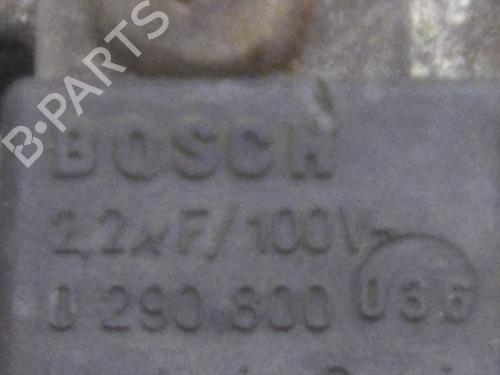 B·PARTS
BOSCH
2,2µF/100V-
0 290 800 036